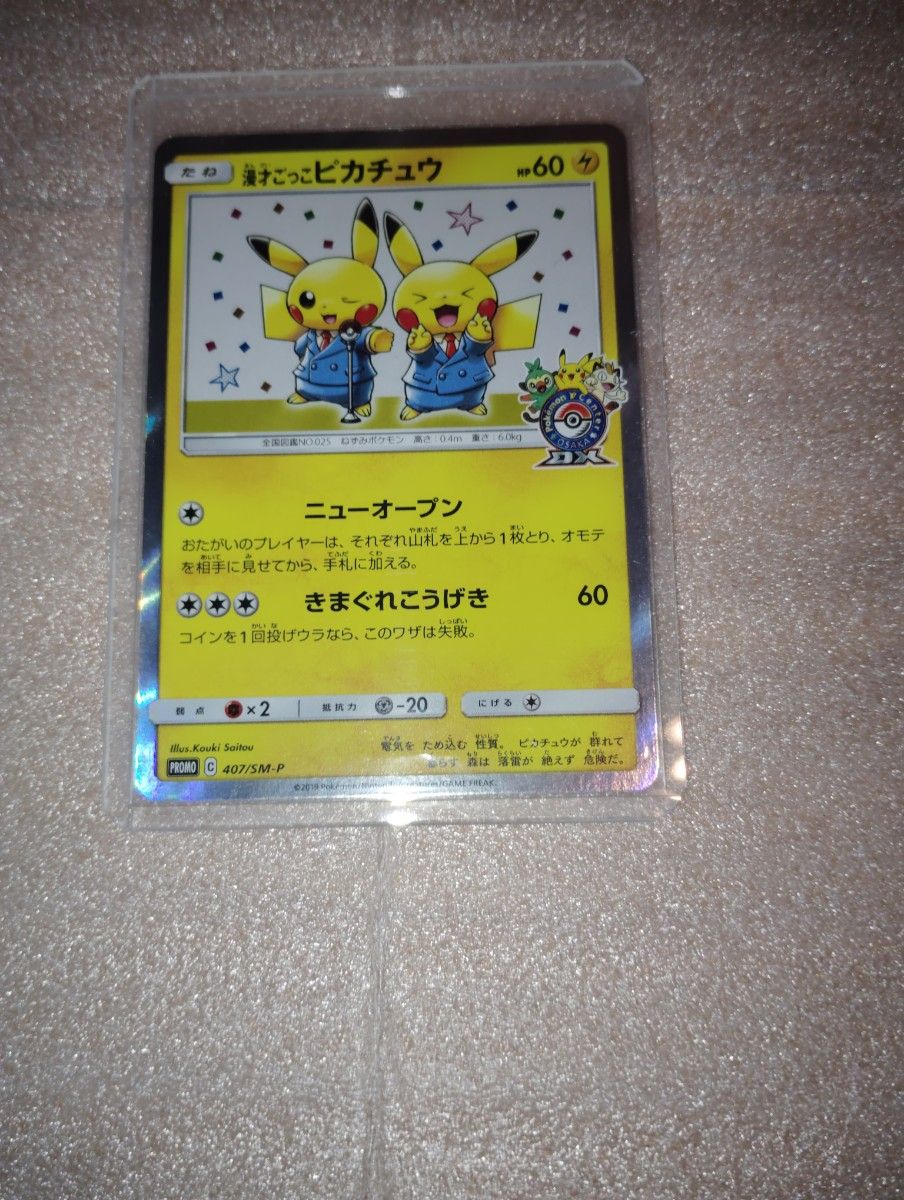 たね 漫才ごっこピカチュウ HP60
全国図鑑NO.025 ねずみポケモン 高さ:0.4m 重さ:6.0kg
Pokémon Center
OSAKA
DX
ニューオープン
おたがいのプレイヤーは、それぞれ山札を上から1枚とり、オモテ
を相手に見せてから、手札に加える。
きまぐれこうげき 60
コインを1回投げウラなら、このワザは失敗。
弱点 ×2 抵抗力 -20 にげる
Illus.Kouki Saitou
電気を ため込む 性質。 ピカチュウが 群れて
暮らす 森は 落雷が 絶えず 危険だ。
PROMO C 407/SM-P
©2019 Pokémon/Nintendo/Creatures/GAME FREAK.